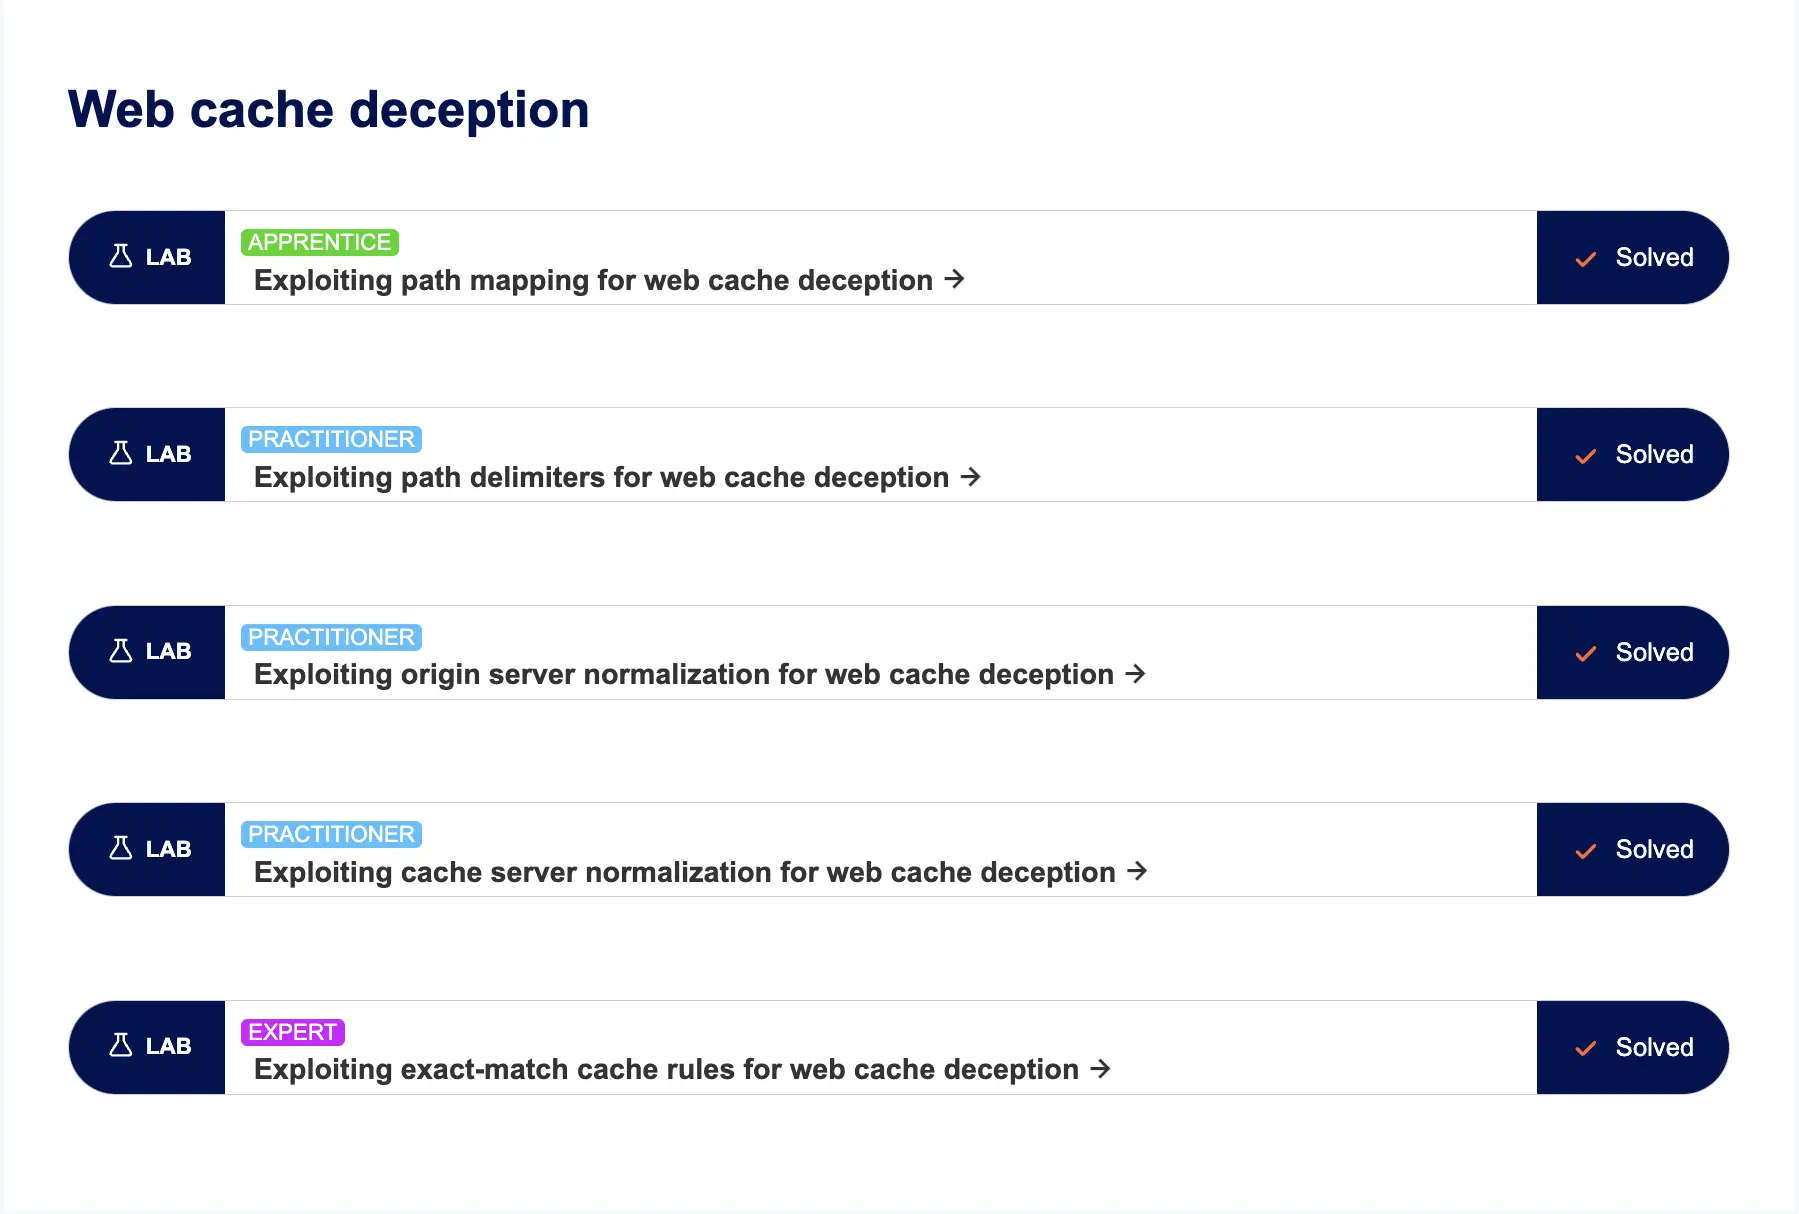 Web cache deception
LAB
APPRENTICE
Exploiting path mapping for web cache deception →
Solved
LAB
PRACTITIONER
Exploiting path delimiters for web cache deception →
Solved
LAB
PRACTITIONER
Exploiting origin server normalization for web cache deception →
Solved
LAB
PRACTITIONER
Exploiting cache server normalization for web cache deception →
Solved
LAB
EXPERT
Exploiting exact-match cache rules for web cache deception →
Solved